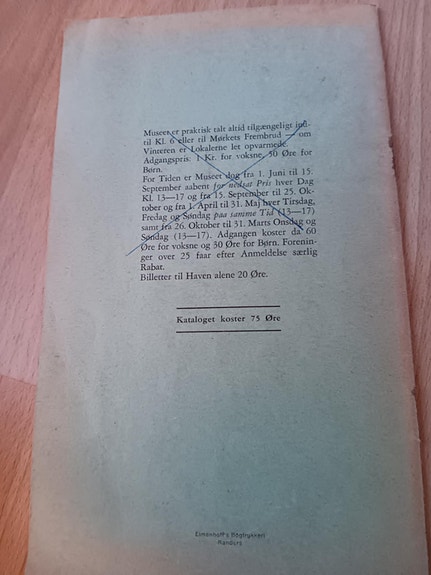 Museet er praktisk talt altid tilgængeligt ind-
til Kl. 6 eller til Mørkets Frembrud — om
Vinteren er Lokalerne let opvarmede.
Adgangspris: 1 Kr. for voksne, 50 Øre for
Børn.
For Tiden er Museet dog fra 1. Juni til 15.
September aabent for nedsat Pris hver Dag
Kl. 13—17 og fra 15. September til 25. Ok-
tober og fra 1. April til 31. Maj hver Tirsdag,
Fredag og Søndag paa samme Tid (13—17)
samt fra 26. Oktober til 31. Marts Onsdag og
Søndag (13—17). Adgangen koster da 60
Øre for voksne og 30 Øre for Børn. Forenin-
ger over 25 faar efter Anmeldelse særlig
Rabat.
Billetter til Haven alene 20 Øre.
Kataloget koster 75 Øre
Elmenhoff's Bogtrykkeri
Randers